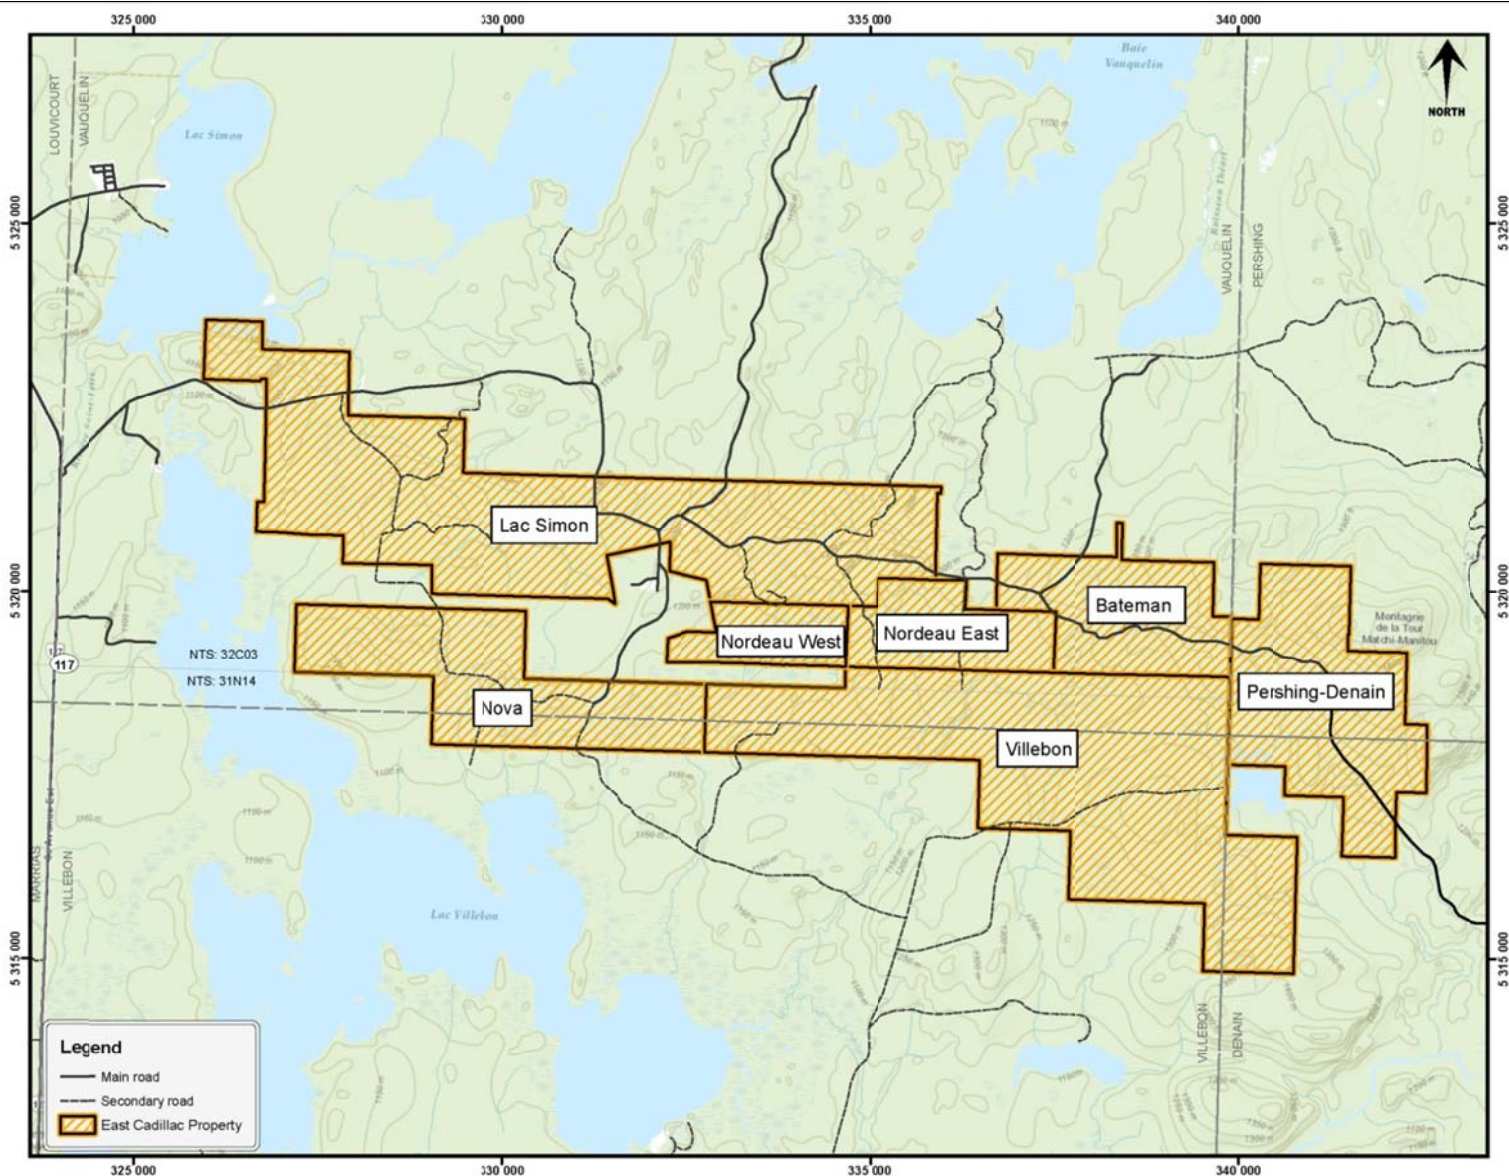 325 000
330 000
335 000
340 000
Baie
Vauquelin
NORTH
LOUVICOURT
VAUQUELIN
Lac Simon
5 325 000
5 325 000
VAUQUELIN
PERSHING
Lac Simon
5 320 000
5 320 000
Bateman
Nordeau West
Nordeau East
Montagne
de la Tour
Matchi-Manitou
NTS: 32C03
117
NTS: 31N14
Nova
Pershing-Denain
Villebon
VILLEBON
Lac Villebon
5 315 000
5 315 000
VILLEBON
DENAIN
Legend
Main road
Secondary road
East Cadillac Property
325 000
330 000
335 000
340 000